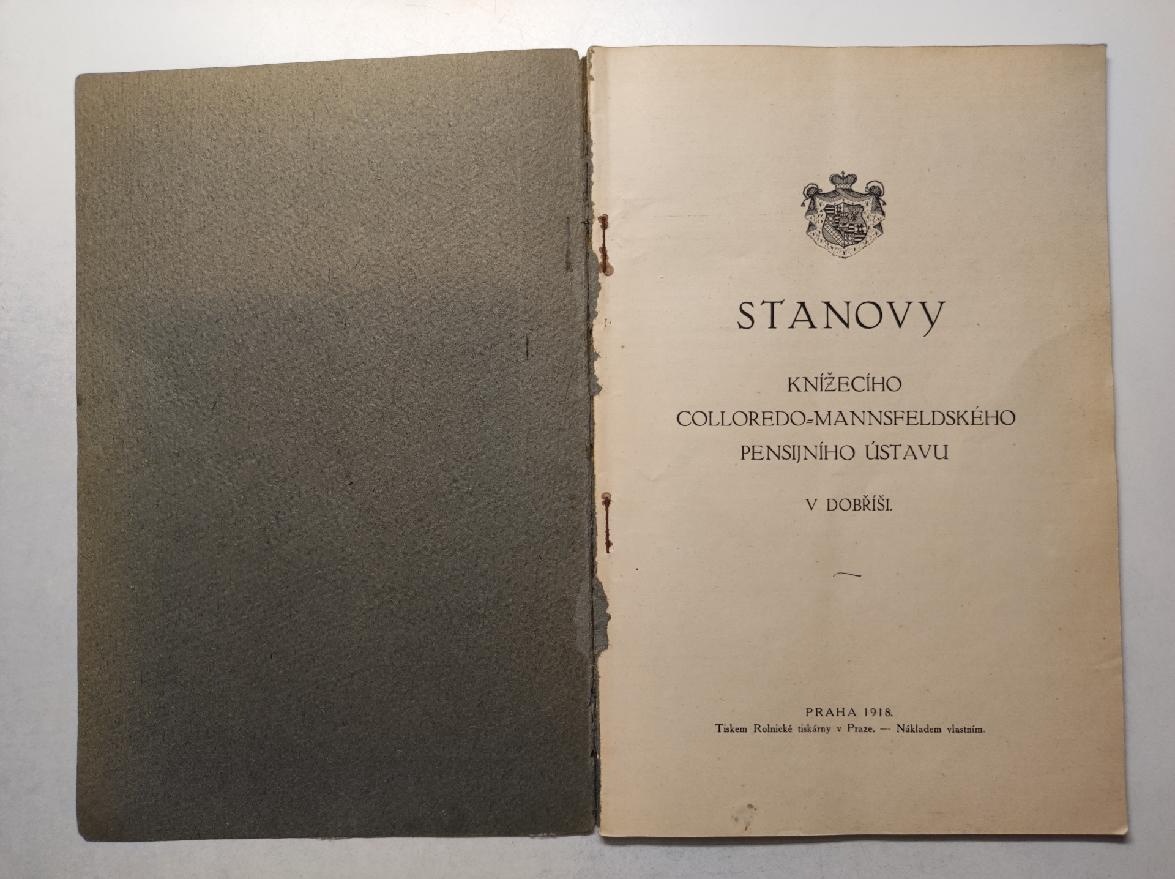 STANOVY
KNÍŽECÍHO
COLLOREDO=MANNSFELDSKÉHO
PENSIJNÍHO ÚSTAVU
V DOBŘÍŠI.
PRAHA 1918.
Tiskem Rolnické tiskárny v Praze. — Nákladem vlastním.